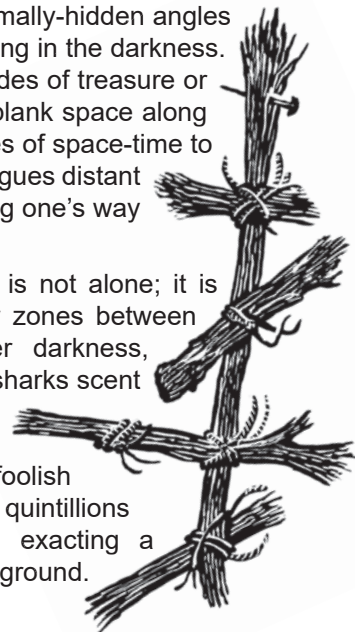 mally-hidden angles
ng in the darkness.
des of treasure or
plank space along
es of space-time to
gues distant
g one’s way
is not alone; it is
zones between
er darkness,
sharks scent
foolish
quintillions
exacting a
ground.